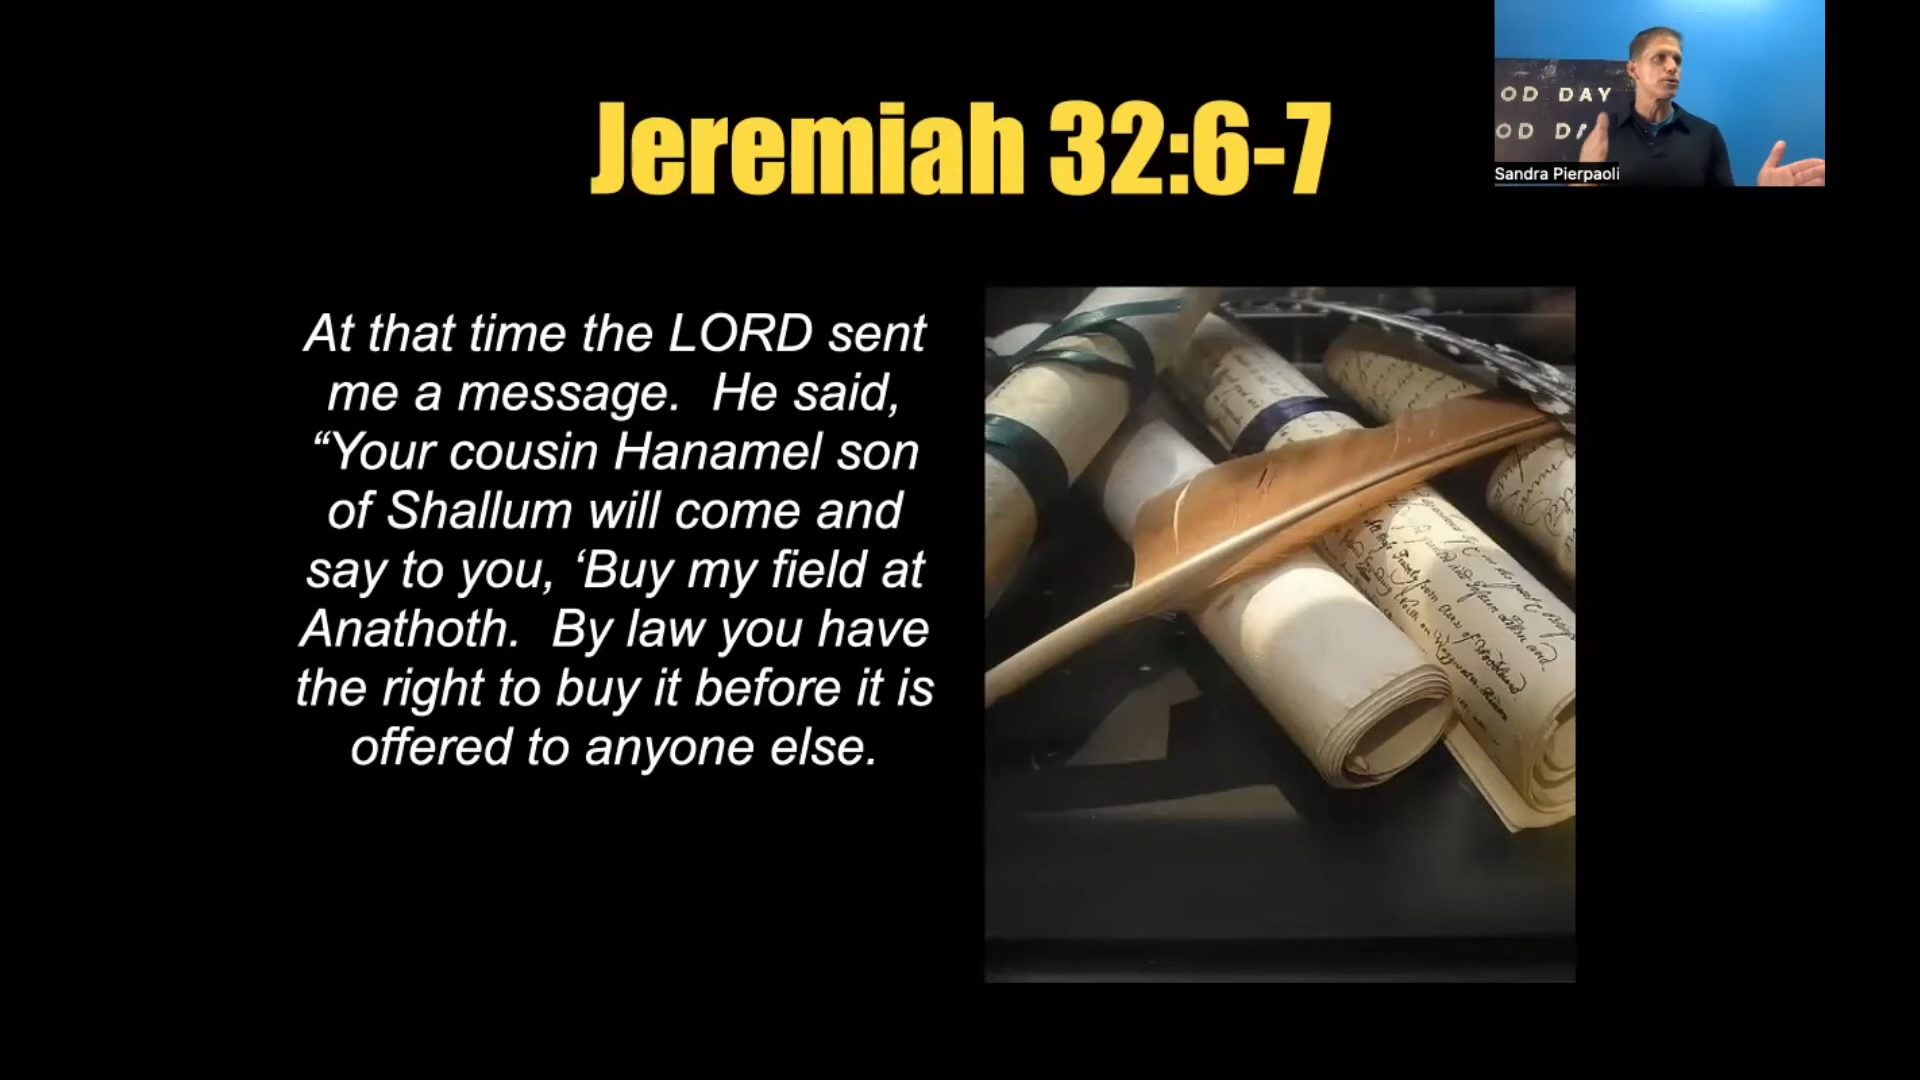 Jeremiah 32:6-7
OD DAY
OD DA
Sandra Pierpaoli
At that time the LORD sent
me a message.  He said,
“Your cousin Hanamel son
of Shallum will come and
say to you, ‘Buy my field at
Anathoth.  By law you have
the right to buy it before it is
offered to anyone else.